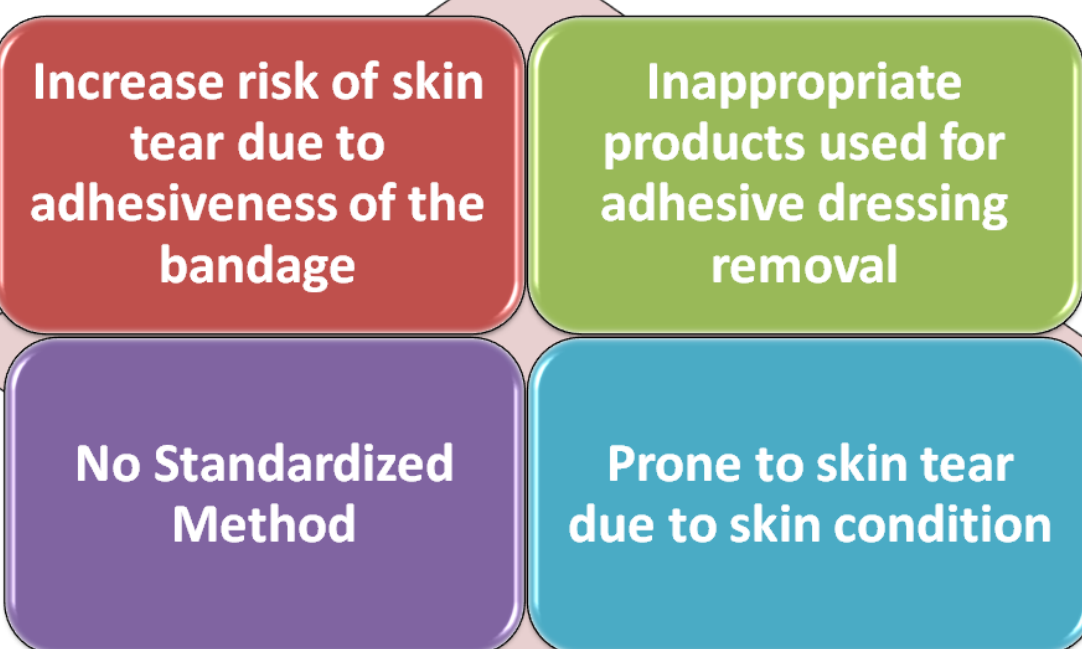 Increase risk of skin
tear due to
adhesiveness of the
bandage
Inappropriate
products used for
adhesive dressing
removal
No Standardized
Method
Prone to skin tear
due to skin condition